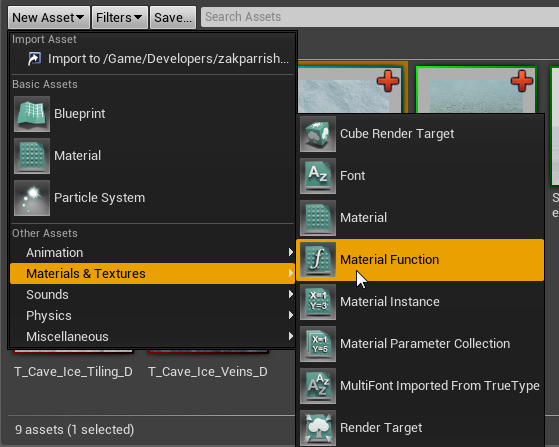 New Asset Filters Save... Search Assets
Import Asset
Import to /Game/Developers/zakparrish...
Basic Assets
Blueprint
Material
Particle System
Other Assets
Animation
Materials & Textures
Sounds
Physics
Miscellaneous
Cube Render Target
Font
Material
Material Function
Material Instance
Material Parameter Collection
MultiFont Imported From TrueType
Render Target
T_Cave_Ice_Tiling_D T_Cave_Ice_Veins_D
9 assets (1 selected)